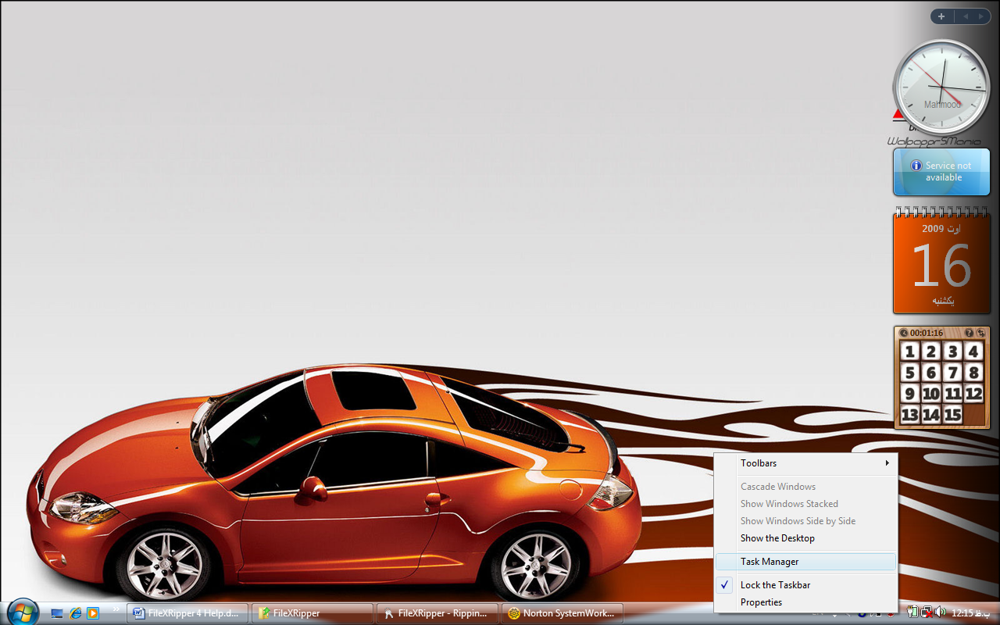 Mahmood
WallpaprSMania
Service not
available
اوت 2009
16
یکشنبه
00:01:16
1 2 3 4
5 6 7 8
9 10 11 12
13 14 15
Toolbars
Cascade Windows
Show Windows Stacked
Show Windows Side by Side
Show the Desktop
Task Manager
Lock the Taskbar
Properties
FileXRipper 4 Help.d...
FileXRipper
FileXRipper - Rippin...
Norton SystemWork...
12:15 ب.ظ